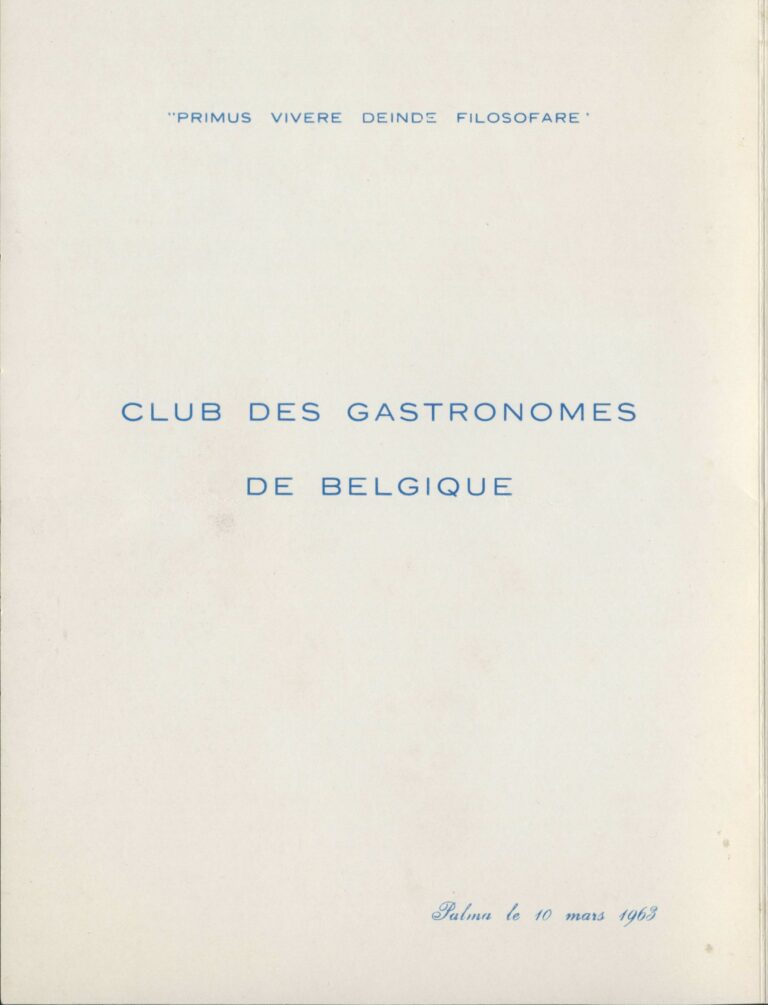 "PRIMUS VIVERE DEINDE FILOSOFARE'
CLUB DES GASTRONOMES
DE BELGIQUE
Palma le 10 mars 1963